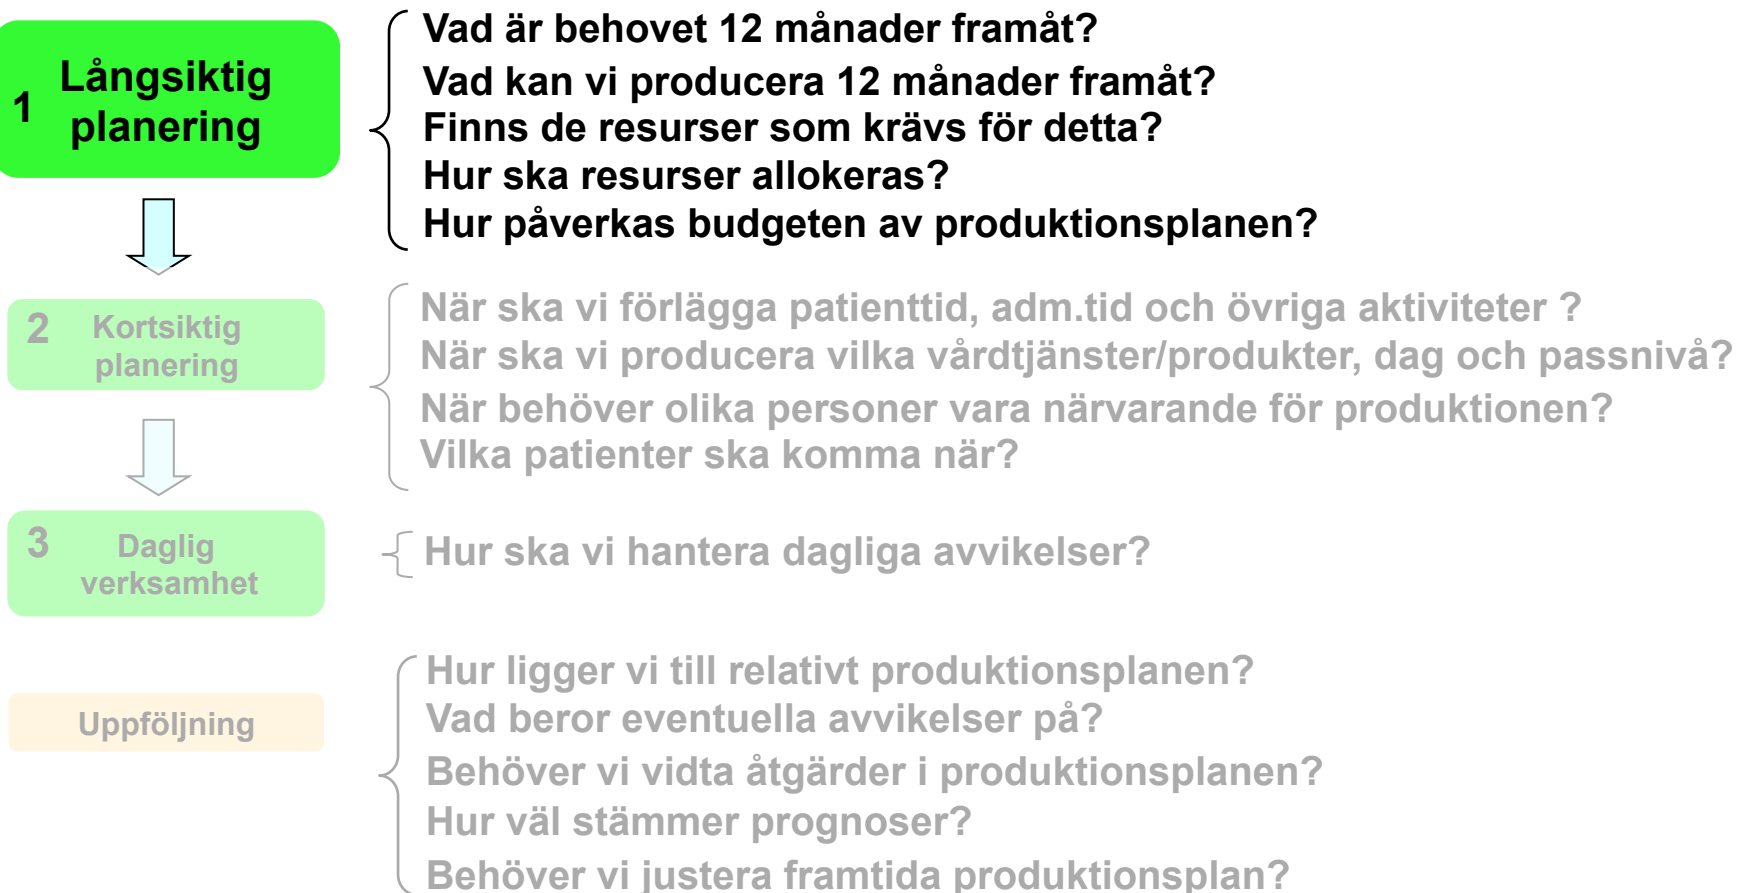 1
Långsiktig
planering
Vad är behovet 12 månader framåt?
Vad kan vi producera 12 månader framåt?
Finns de resurser som krävs för detta?
Hur ska resurser allokeras?
Hur påverkas budgeten av produktionsplanen?
2
Kortsiktig
planering
När ska vi förlägga patienttid, adm.tid och övriga aktiviteter ?
När ska vi producera vilka vårdtjänster/produkter, dag och passnivå?
När behöver olika personer vara närvarande för produktionen?
Vilka patienter ska komma när?
3
Daglig
verksamhet
Hur ska vi hantera dagliga avvikelser?
Uppföljning
Hur ligger vi till relativt produktionsplanen?
Vad beror eventuella avvikelser på?
Behöver vi vidta åtgärder i produktionsplanen?
Hur väl stämmer prognoser?
Behöver vi justera framtida produktionsplan?